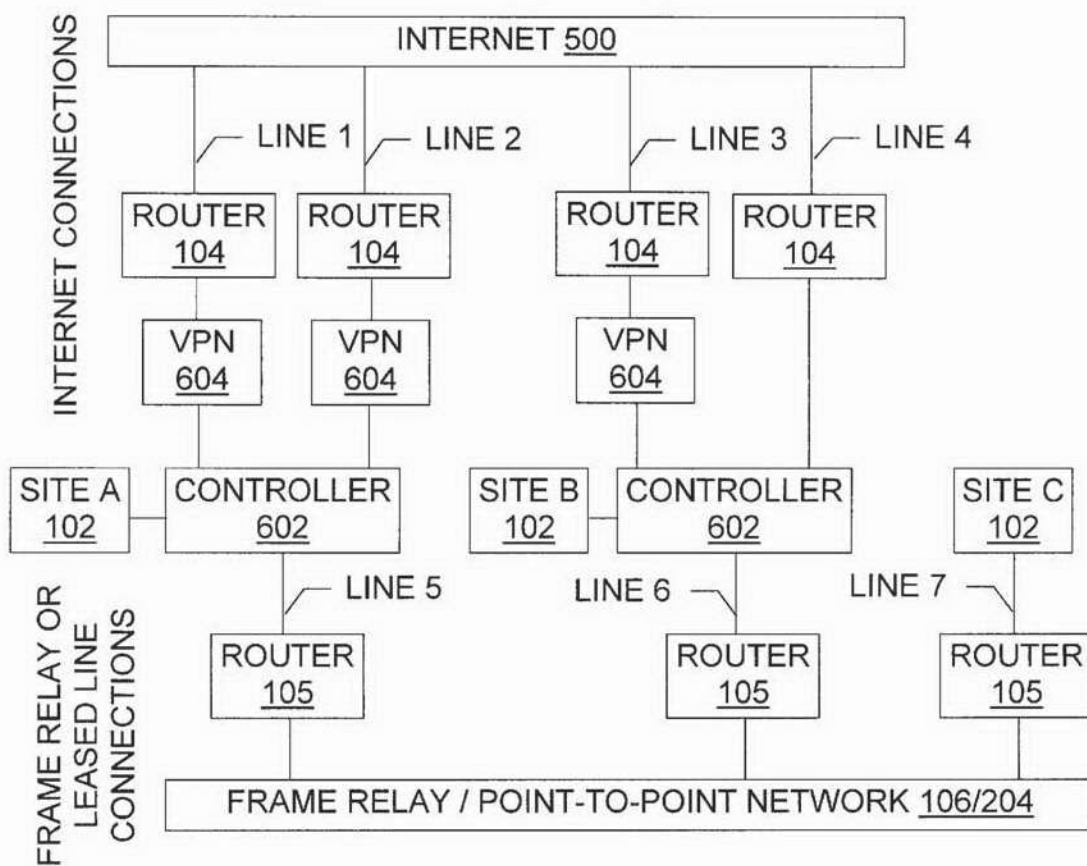 INTERNET CONNECTIONS
INTERNET 500
LINE 1
LINE 2
LINE 3
LINE 4
ROUTER
104
ROUTER
104
ROUTER
104
ROUTER
104
VPN
604
VPN
604
VPN
604
SITE A
102
CONTROLLER
602
SITE B
102
CONTROLLER
602
SITE C
102
FRAME RELAY OR
LEASED LINE
CONNECTIONS
LINE 5
LINE 6
LINE 7
ROUTER
105
ROUTER
105
ROUTER
105
FRAME RELAY / POINT-TO-POINT NETWORK 106/204